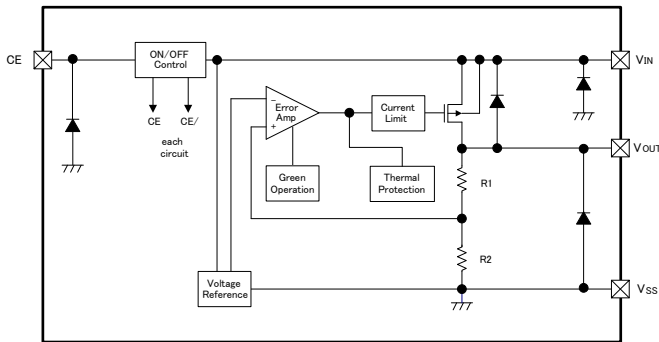 CE
ON/OFF
Control
VIN
CE
CE/
each
circuit
−
Error
Amp
+
Current
Limit
Green
Operation
Thermal
Protection
VOUT
R1
R2
Voltage
Reference
VSS